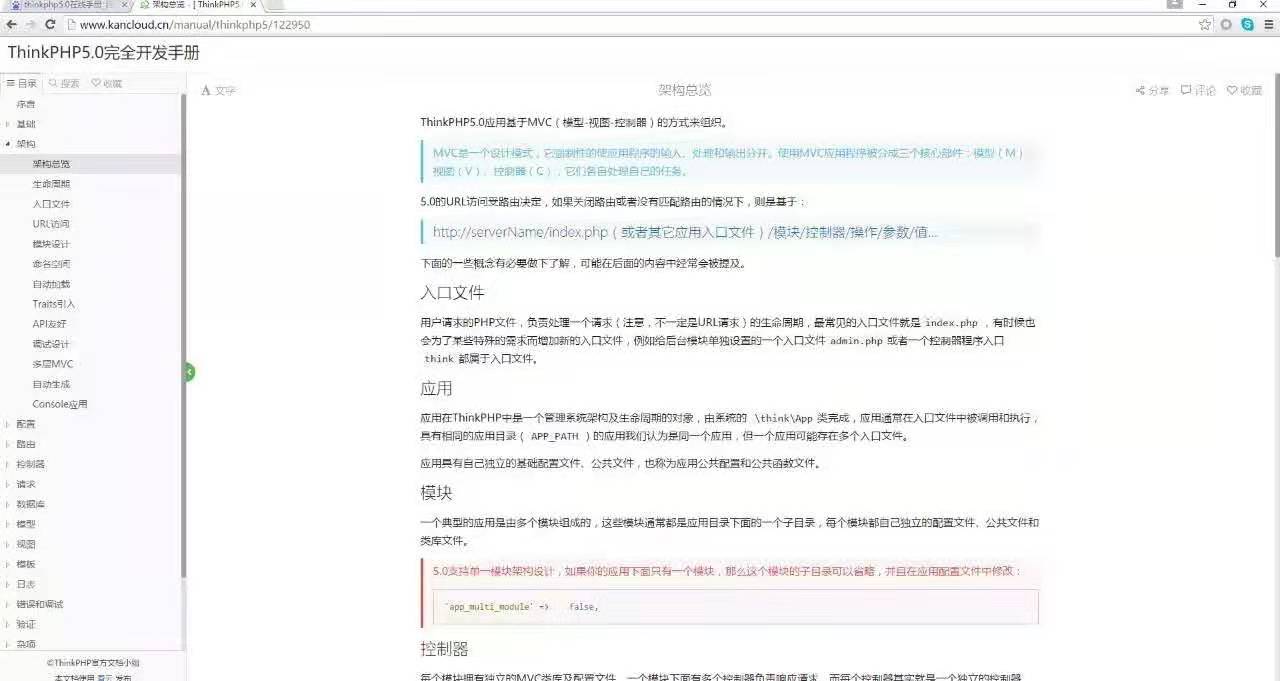 thinkphp5.0在线手册
架构总览 · [ThinkPHP5
www.kancloud.cn/manual/thinkphp5/122950
ThinkPHP5.0完全开发手册
目录 搜索 收藏
序言
基础
架构
架构总览
生命周期
入口文件
URL访问
模块设计
命名空间
自动加载
Traits引入
API友好
调试设计
多层MVC
自动生成
Console应用
配置
路由
控制器
请求
数据库
模型
视图
模板
日志
错误和调试
验证
杂项
©ThinkPHP官方文档小组
本文档使用 看云 发布
A 文字
架构总览
分享 评论 收藏
ThinkPHP5.0应用基于MVC（模型-视图-控制器）的方式来组织。
MVC是一个设计模式，它强制性的使应用程序的输入、处理和输出分开。使用MVC应用程序被分成三个核心部件：模型（M）
视图（V）、控制器（C），它们各自处理自己的任务。
5.0的URL访问受路由决定，如果关闭路由或者没有匹配路由的情况下，则是基于：
http://serverName/index.php（或者其它应用入口文件）/模块/控制器/操作/参数/值…
下面的一些概念有必要做下了解，可能在后面的内容中经常会被提及。
入口文件
用户请求的PHP文件，负责处理一个请求（注意，不一定是URL请求）的生命周期，最常见的入口文件就是 index.php ，有时候也
会为了某些特殊的需求而增加新的入口文件，例如给后台模块单独设置的一个入口文件 admin.php 或者一个控制器程序入口
think 都属于入口文件。
应用
应用在ThinkPHP中是一个管理系统架构及生命周期的对象，由系统的 \think\App 类完成，应用通常在入口文件中被调用和执行，
具有相同的应用目录（ APP_PATH ）的应用我们认为是同一个应用，但一个应用可能存在多个入口文件。
应用具有自己独立的基础配置文件、公共文件，也称为应用公共配置和公共函数文件。
模块
一个典型的应用是由多个模块组成的，这些模块通常都是应用目录下面的一个子目录，每个模块都自己独立的配置文件、公共文件和
类库文件。
5.0支持单一模块架构设计，如果你的应用下面只有一个模块，那么这个模块的子目录可以省略，并且在应用配置文件中修改：
'app_multi_module' => false,
控制器
每个模块拥有独立的MVC类库及配置文件，一个模块下面有多个控制器负责响应请求，而每个控制器其实就是一个独立的控制器